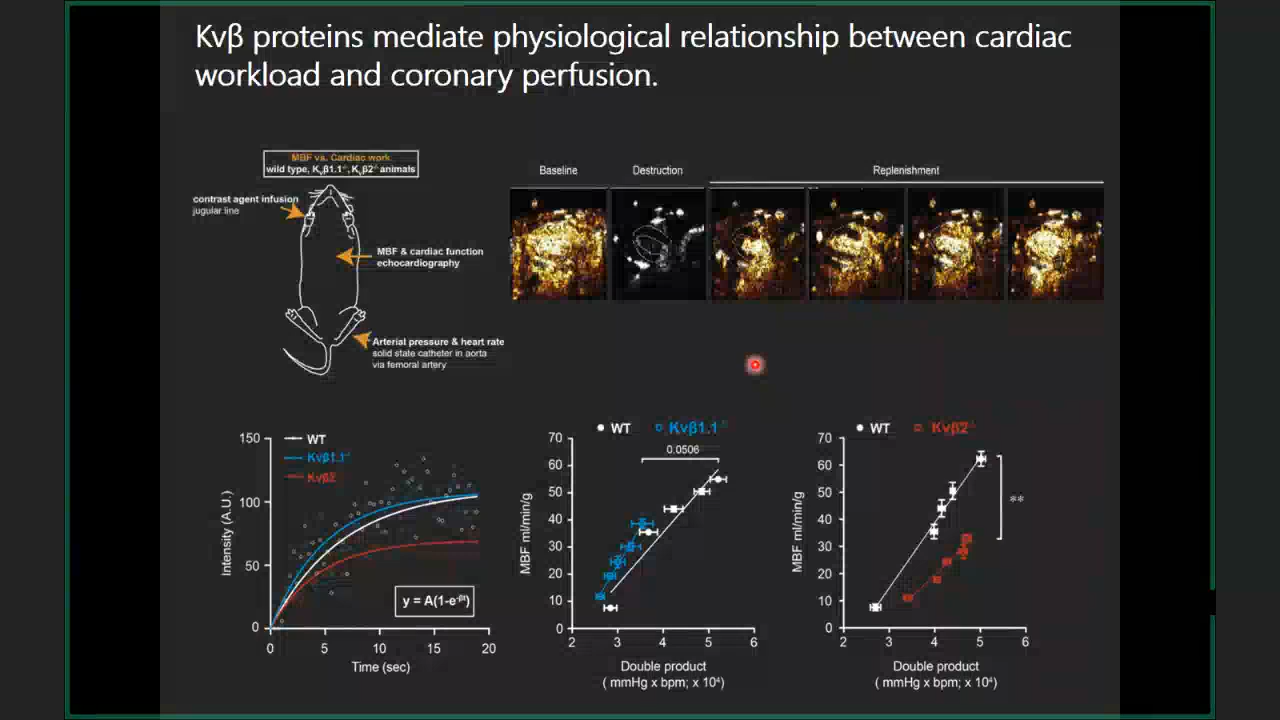 Kvβ proteins mediate physiological relationship between cardiac
workload and coronary perfusion.
MBF vs. Cardiac work
wild type, Kvβ1.1-/-, Kvβ2-/- animals
contrast agent infusion
jugular line
MBF & cardiac function
echocardiography
Arterial pressure & heart rate
solid state catheter in aorta
via femoral artery
Baseline
Destruction
Replenishment
WT
Kvβ1.1-/-
Kvβ2
150
100
50
0
Intensity (A.U.)
y = A(1-e-βt)
0 5 10 15 20
Time (sec)
WT Kvβ1.1-/-
0.0506
70
60
50
40
30
20
10
0
MBF ml/min/g
2 3 4 5 6
Double product
( mmHg x bpm; x 10⁴)
WT Kvβ2-/-
**
70
60
50
40
30
20
10
0
MBF ml/min/g
2 3 4 5 6
Double product
( mmHg x bpm; x 10⁴)